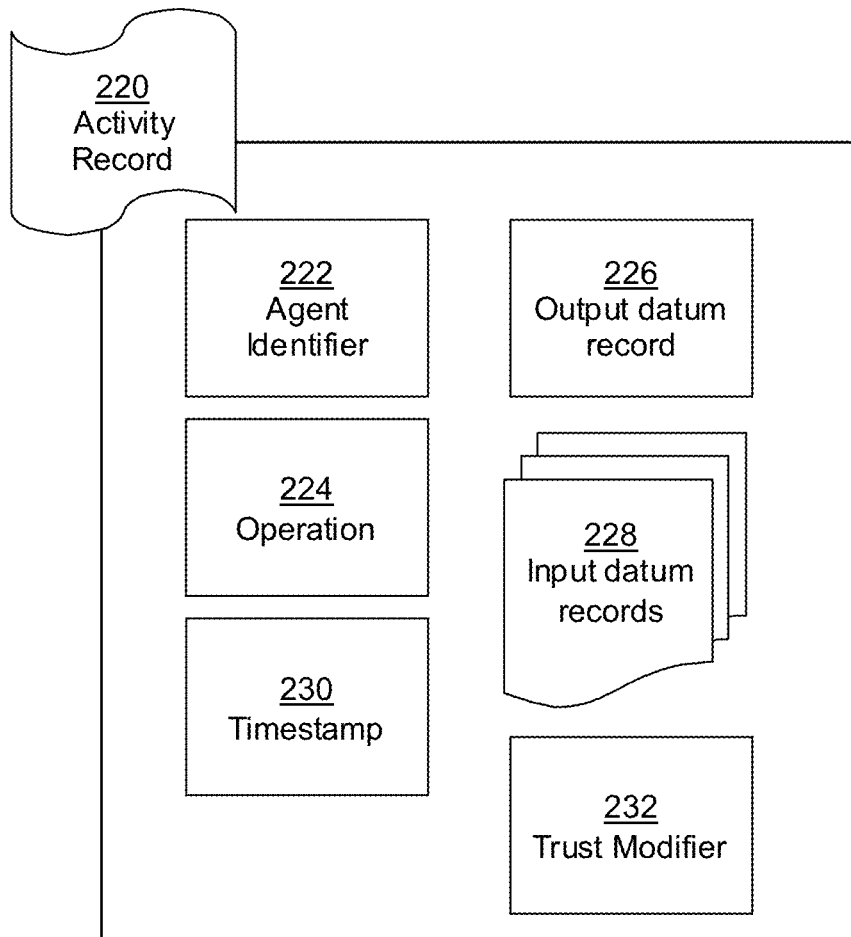 220
Activity
Record
222
Agent
Identifier
224
Operation
230
Timestamp
226
Output datum
record
228
Input datum
records
232
Trust Modifier